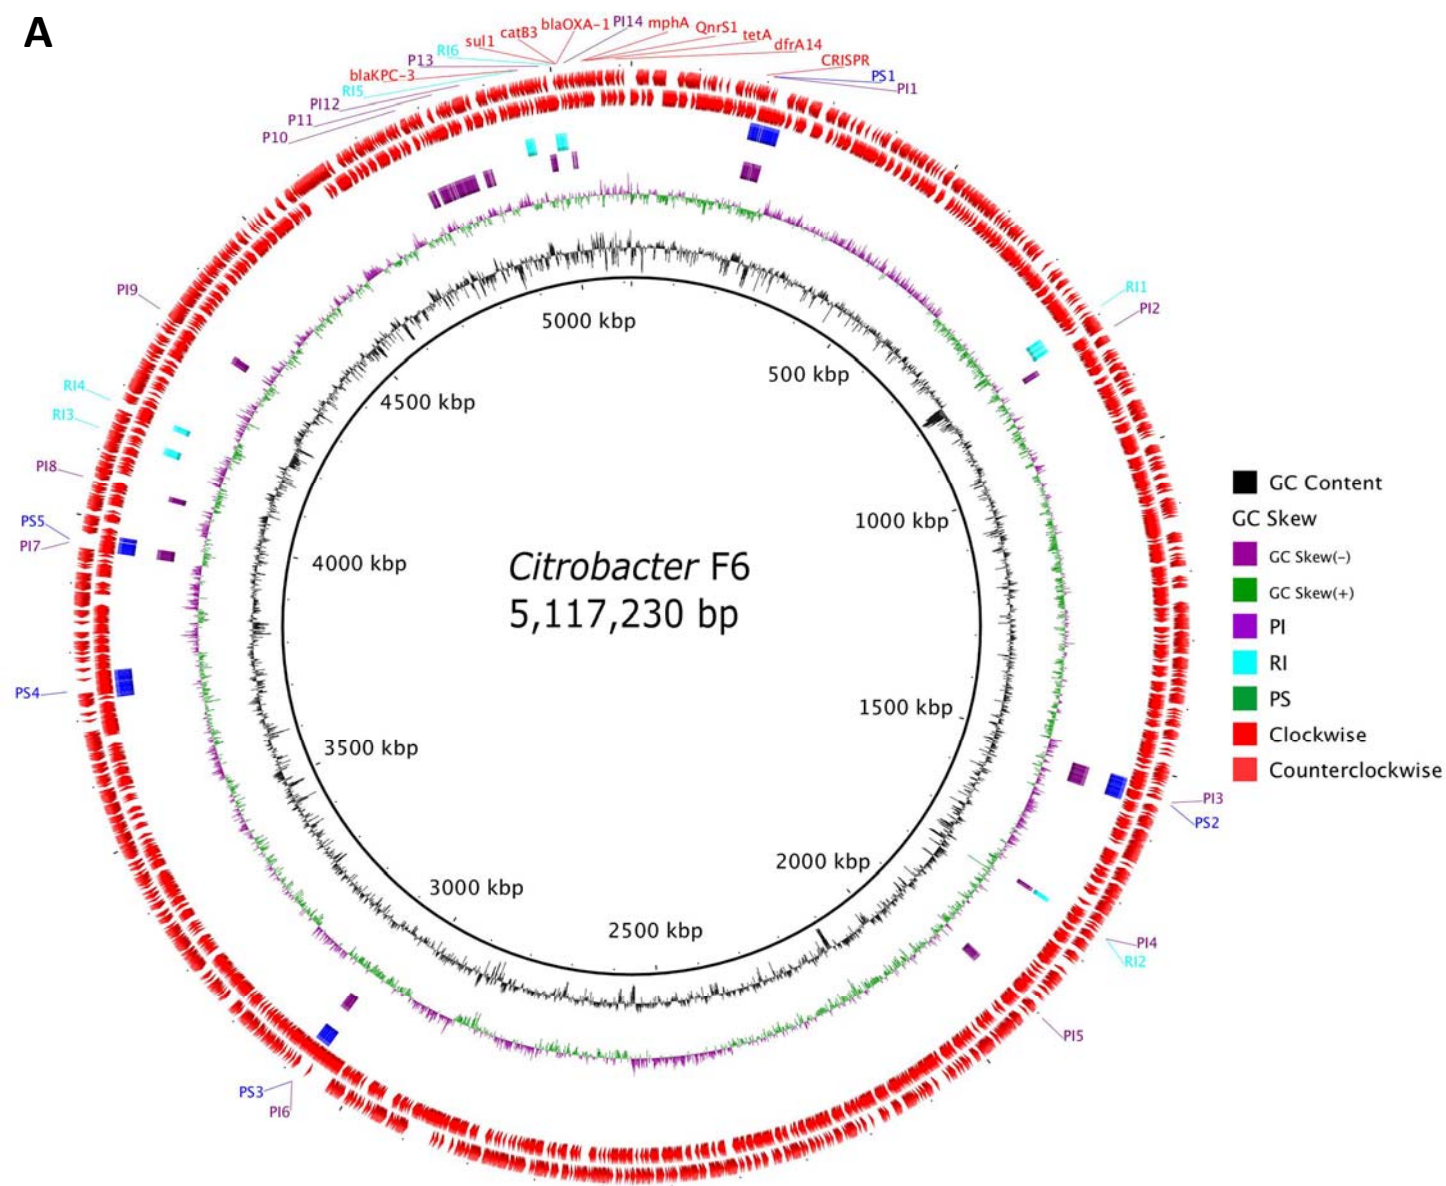 A
blaOXA-1
PI14
mphA
QnrS1
catB3
tetA
sul1
dfrA14
RI6
P13
CRISPR
blaKPC-3
PS1
RI5
PI1
PI12
P11
P10
RI1
PI9
PI2
5000 kbp
500 kbp
RI4
4500 kbp
RI3
PI8
GC Content
PS5
1000 kbp
GC Skew
PI7
4000 kbp
Citrobacter F6
GC Skew(-)
5,117,230 bp
GC Skew(+)
PI
RI
PS4
PS
1500 kbp
Clockwise
3500 kbp
Counterclockwise
PI3
PS2
2000 kbp
3000 kbp
2500 kbp
PI4
RI2
PI5
PS3
PI6